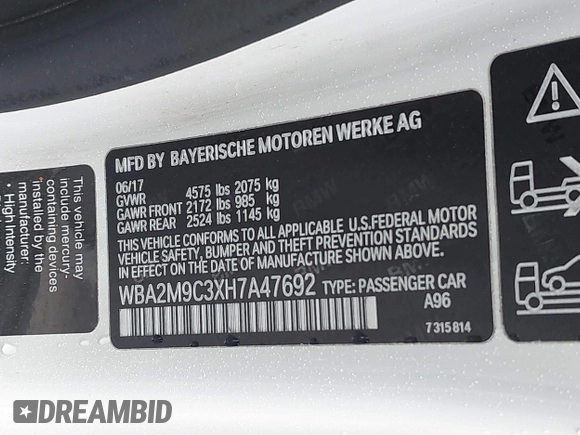 This vehicle may
include mercury-
containing devices
installed by the
manufacturer:
• High Intensity
MFD BY BAYERISCHE MOTOREN WERKE AG
06/17
GVWR 4575 lbs 2075 kg
GAWR FRONT 2172 lbs 985 kg
GAWR REAR 2524 lbs 1145 kg
THIS VEHICLE CONFORMS TO ALL APPLICABLE U.S.FEDERAL MOTOR
VEHICLE SAFETY, BUMPER AND THEFT PREVENTION STANDARDS
IN EFFECT ON THE DATE OF MANUFACTURE SHOWN ABOVE.
WBA2M9C3XH7A47692 TYPE: PASSENGER CAR
A96
7315814
DREAMBID